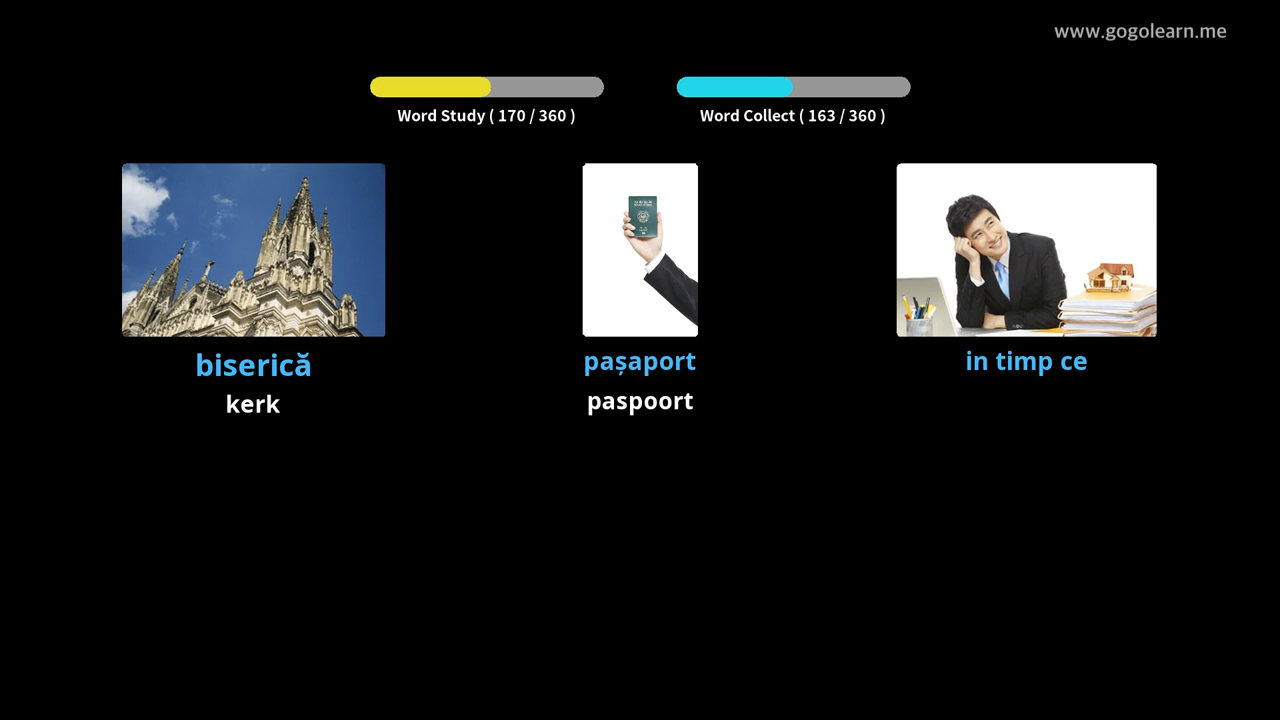 www.gogolearn.me
Word Study ( 170 / 360 )
Word Collect ( 163 / 360 )
biserică
kerk
pașaport
paspoort
in timp ce